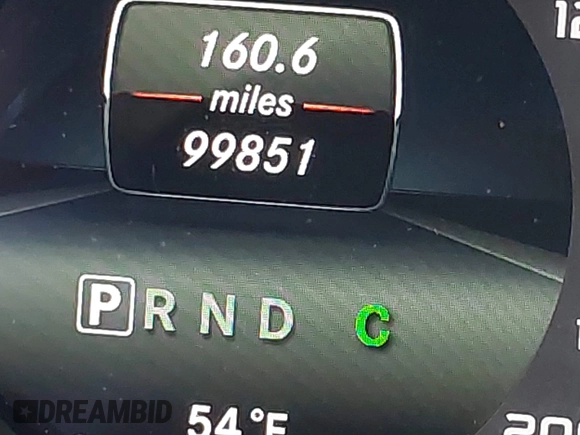 160.6
miles
99851
P R N D C
54°F
DREAMBID